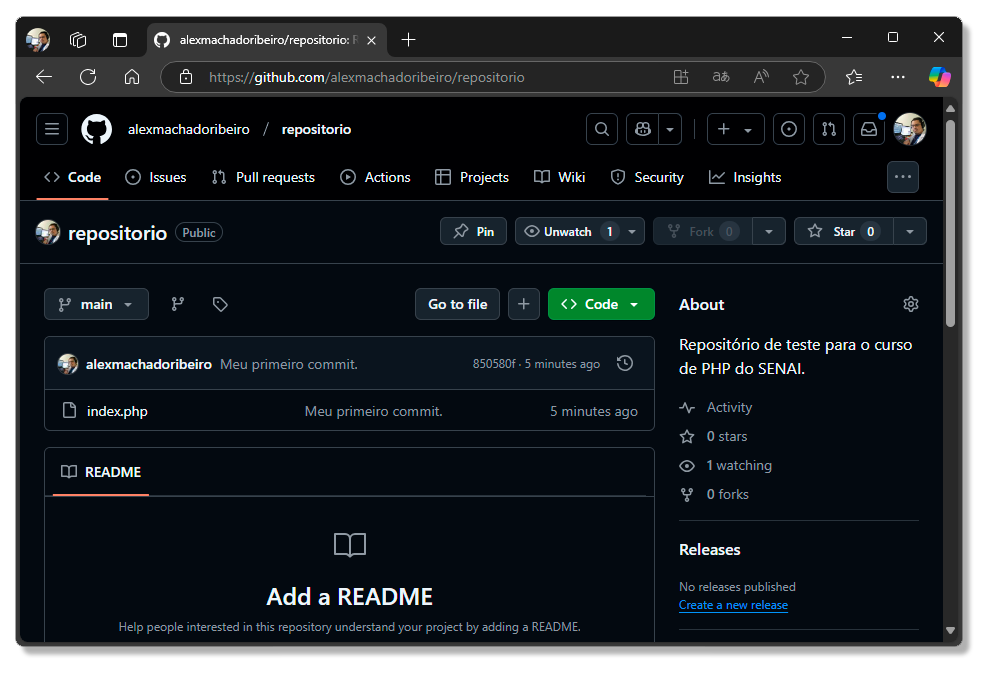 alexmachadoribeiro/repositorio: R
https://github.com/alexmachadoribeiro/repositorio
alexmachadoribeiro / repositorio
Code Issues Pull requests Actions Projects Wiki Security Insights
repositorio Public Pin Unwatch 1 Fork 0 Star 0
main Go to file Code
alexmachadoribeiro Meu primeiro commit. 850580f · 5 minutes ago
index.php Meu primeiro commit. 5 minutes ago
README
Add a README
Help people interested in this repository understand your project by adding a README.
About
Repositório de teste para o curso
de PHP do SENAI.
Activity
0 stars
1 watching
0 forks
Releases
No releases published
Create a new release